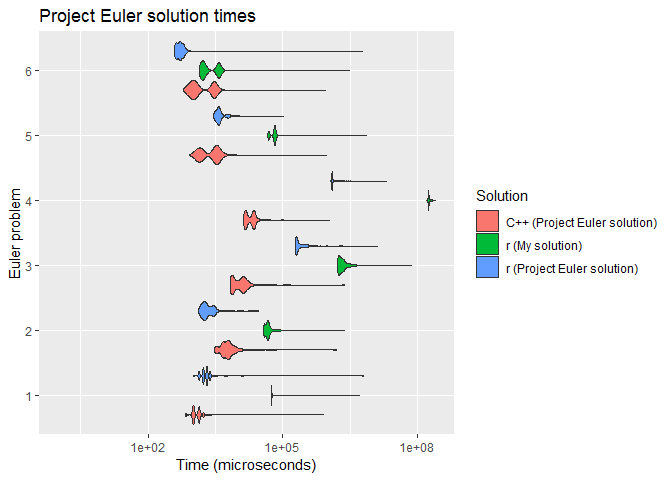 Project Euler solution times
Euler problem
6
5
4
3
2
1
1e+02
1e+05
1e+08
Time (microseconds)
Solution
C++ (Project Euler solution)
r (My solution)
r (Project Euler solution)